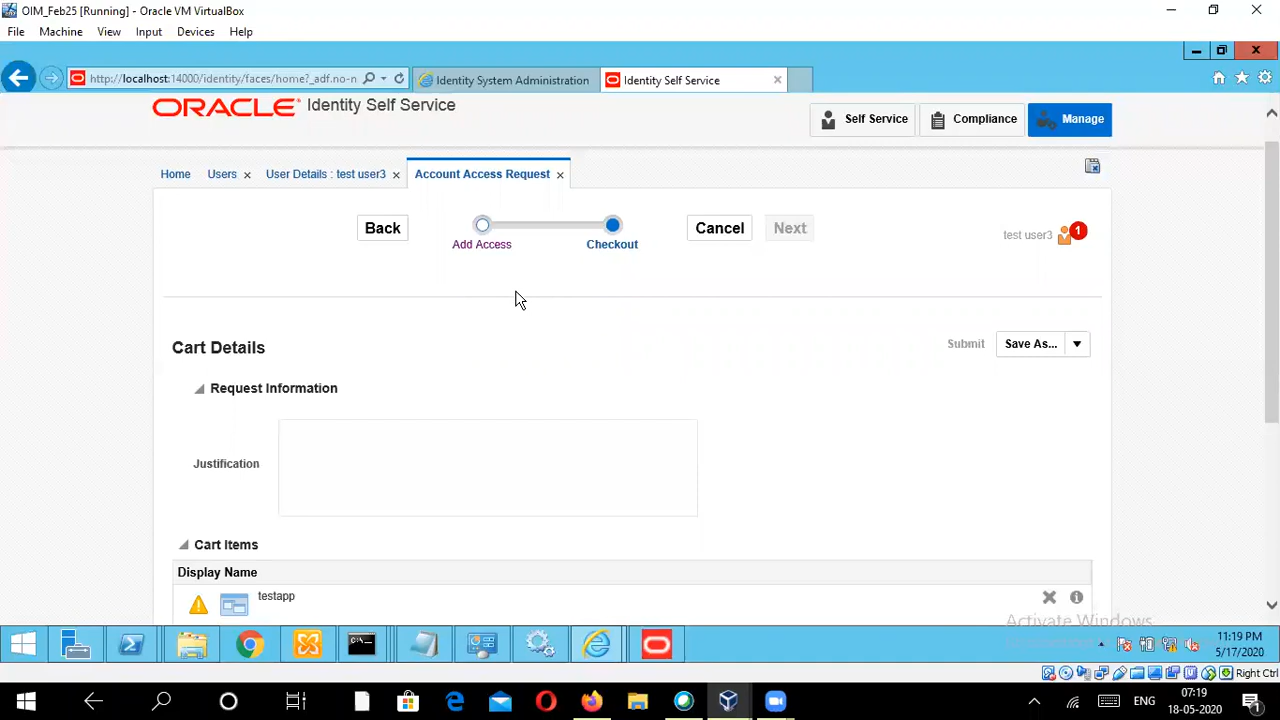 OIM_Feb25 [Running] - Oracle VM VirtualBox
File Machine View Input Devices Help
http://localhost:14000/identity/faces/home?_adf.no-n
Identity System Administration
Identity Self Service
ORACLE Identity Self Service
Self Service
Compliance
Manage
Home
Users
User Details : test user3
Account Access Request
Back
Add Access
Checkout
Cancel
Next
test user3
1
Cart Details
Submit
Save As...
Request Information
Justification
Cart Items
Display Name
testapp
Activate Windows
11:19 PM
5/17/2020
Right Ctrl
ENG
07:19
18-05-2020
1